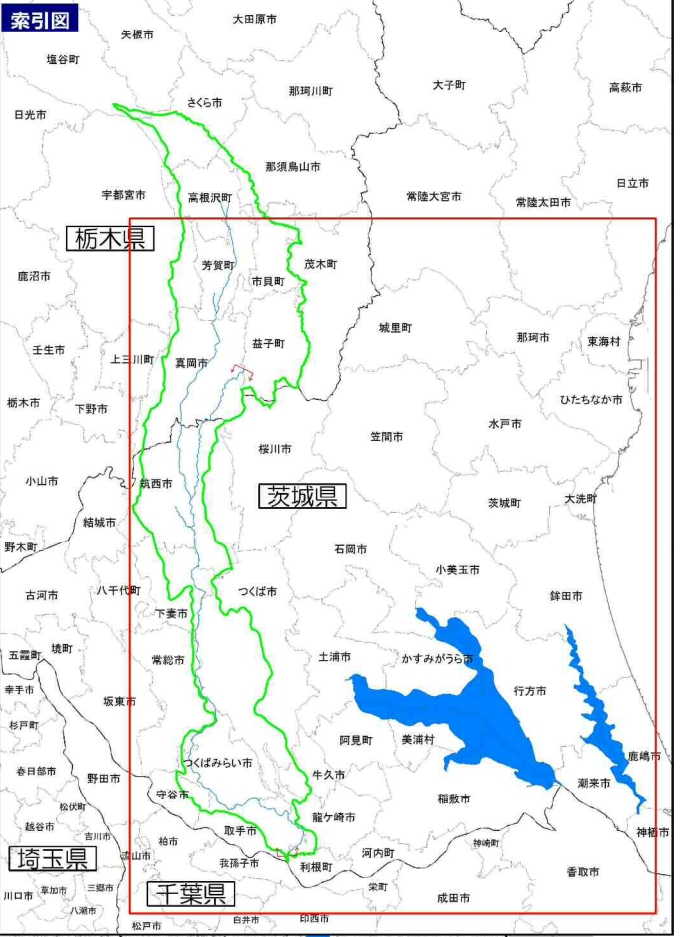 索引図
大田原市
矢板市
塩谷町
さくら市
那珂川町
大子町
高萩市
日光市
那須烏山市
宇都宮市
高根沢町
常陸大宮市
常陸太田市
日立市
栃木県
鹿沼市
芳賀町
市貝町
茂木町
城里町
那珂市
東海村
壬生市
上三川町
真岡市
益子町
ひたちなか市
栃木市
下野市
笠間市
水戸市
桜川市
小山市
筑西市
茨城県
茨城町
大洗町
結城市
野木町
石岡市
小美玉市
古河市
八千代町
つくば市
鉾田市
下妻市
五霞町
境町
常総市
土浦市
かすみがうら市
行方市
幸手市
坂東市
杉戸町
阿見町
美浦村
鹿嶋市
春日部市
野田市
つくばみらい市
牛久市
潮来市
守谷市
稲敷市
松伏町
越谷市
吉川市
取手市
龍ケ崎市
神栖市
柏市
神崎町
埼玉県
流山市
我孫子市
利根町
河内町
香取市
川口市
草加市
三郷市
千葉県
栄町
成田市
八潮市
松戸市
白井市
印西市